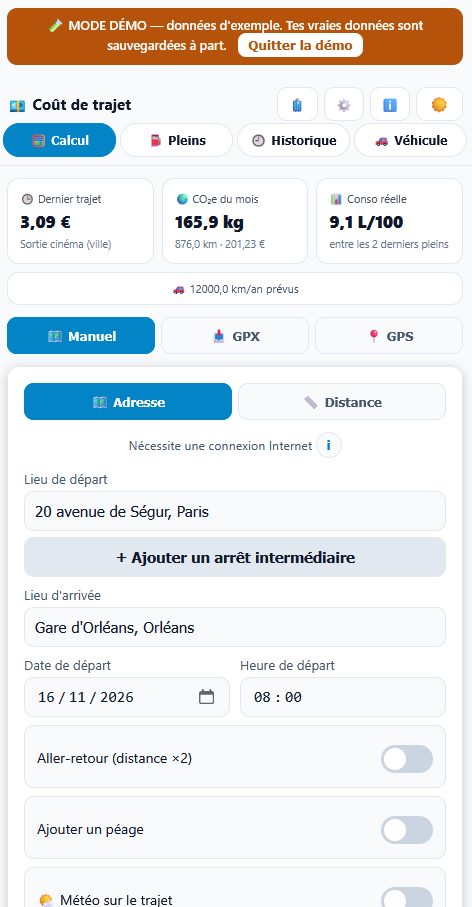 MODE DÉMO — données d'exemple. Tes vraies données sont
sauvegardées à part. Quitter la démo
Coût de trajet
Calcul Pleins Historique Véhicule
Dernier trajet CO₂e du mois Conso réelle
3,09 € 165,9 kg 9,1 L/100
Sortie cinéma (ville) 876,0 km · 201,23 € entre les 2 derniers pleins
12000,0 km/an prévus
Manuel GPX GPS
Adresse Distance
Nécessite une connexion Internet i
Lieu de départ
20 avenue de Ségur, Paris
+ Ajouter un arrêt intermédiaire
Lieu d'arrivée
Gare d'Orléans, Orléans
Date de départ Heure de départ
16 / 11 / 2026 08 : 00
Aller-retour (distance ×2)
Ajouter un péage
Météo sur le trajet